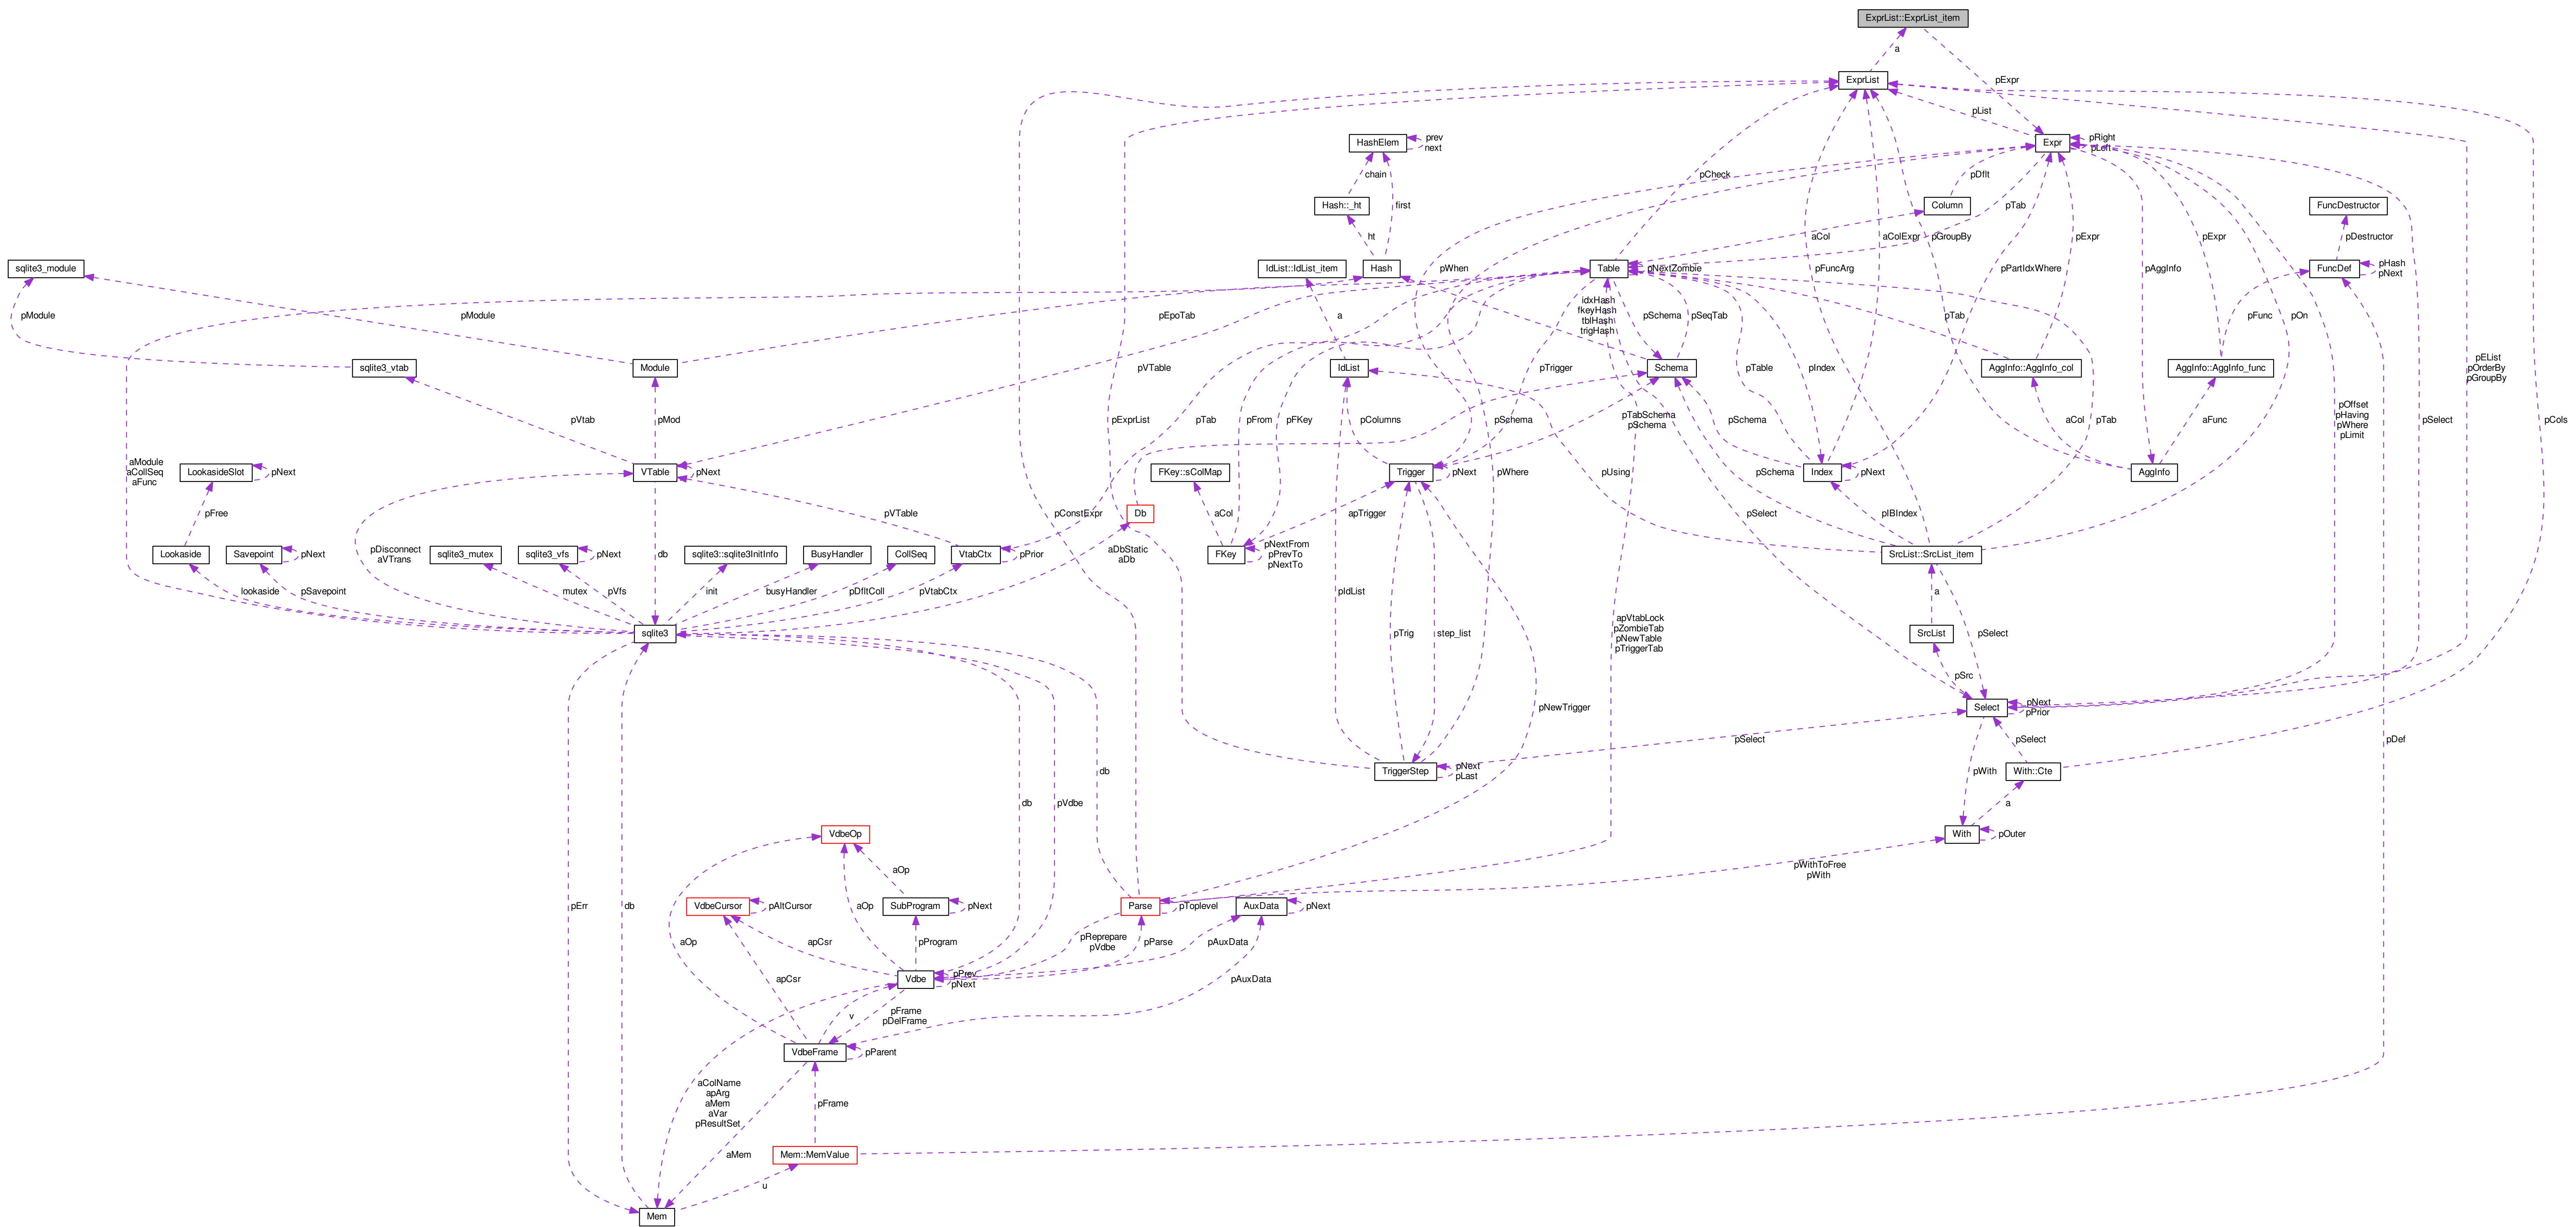 ExprList::ExprList_item
a
pExpr
ExprList
pList
HashElem
prev
next
Expr
pRight
pLeft
chain
pCheck
pDflt
Hash::_ht
first
Column
pTab
FuncDestructor
ht
aCol
aColExpr
pGroupBy
pExpr
pExpr
pDestructor
sqlite3_module
IdList::IdList_item
Hash
pWhen
Table
pNextZombie
pFuncArg
pPartIdxWhere
pAggInfo
FuncDef
pHash
pNext
pModule
pModule
pEpoTab
a
idxHash
fkeyHash
tblHash
trigHash
pSchema
pSeqTab
pTab
pFunc
pOn
sqlite3_vtab
Module
pVTable
IdList
pTrigger
Schema
pTable
pIndex
AggInfo::AggInfo_col
AggInfo::AggInfo_func
pEList
pOrderBy
pGroupBy
pVtab
pMod
pExprList
pTab
pFrom
pFKey
pColumns
pSchema
pTabSchema
pSchema
pSchema
aCol
pTab
aFunc
pOffset
pHaving
pWhere
pLimit
pSelect
pCols
aModule
aCollSeq
aFunc
LookasideSlot
pNext
VTable
pNext
FKey::sColMap
Trigger
pNext
pWhere
pUsing
pSchema
Index
pNext
AggInfo
pFree
pVTable
pConstExpr
Db
aCol
apTrigger
pSelect
pIBIndex
Lookaside
Savepoint
pNext
pDisconnect
aVTrans
sqlite3_mutex
sqlite3_vfs
pNext
db
sqlite3::sqlite3InitInfo
BusyHandler
CollSeq
VtabCtx
pPrior
aDbStatic
aDb
FKey
pNextFrom
pPrevTo
pNextTo
SrcList::SrcList_item
lookaside
pSavepoint
mutex
pVfs
init
busyHandler
pDfltColl
pVtabCtx
pIdList
a
sqlite3
pTrig
step_list
apVtabLock
pZombieTab
pNewTable
pTriggerTab
SrcList
pSelect
pSrc
pNewTrigger
Select
pNext
pPrior
pSelect
pSelect
pDef
db
TriggerStep
pNext
pLast
pWith
With::Cte
db
pVdbe
a
VdbeOp
With
pOuter
aOp
pWithToFree
pWith
pErr
db
VdbeCursor
pAltCursor
aOp
SubProgram
pNext
Parse
pToplevel
AuxData
pNext
aOp
apCsr
pProgram
pReprepare
pVdbe
pParse
pAuxData
apCsr
Vdbe
pPrev
pNext
pAuxData
v
pFrame
pDelFrame
VdbeFrame
pParent
aColName
apArg
aMem
aVar
pResultSet
pFrame
aMem
Mem::MemValue
u
Mem